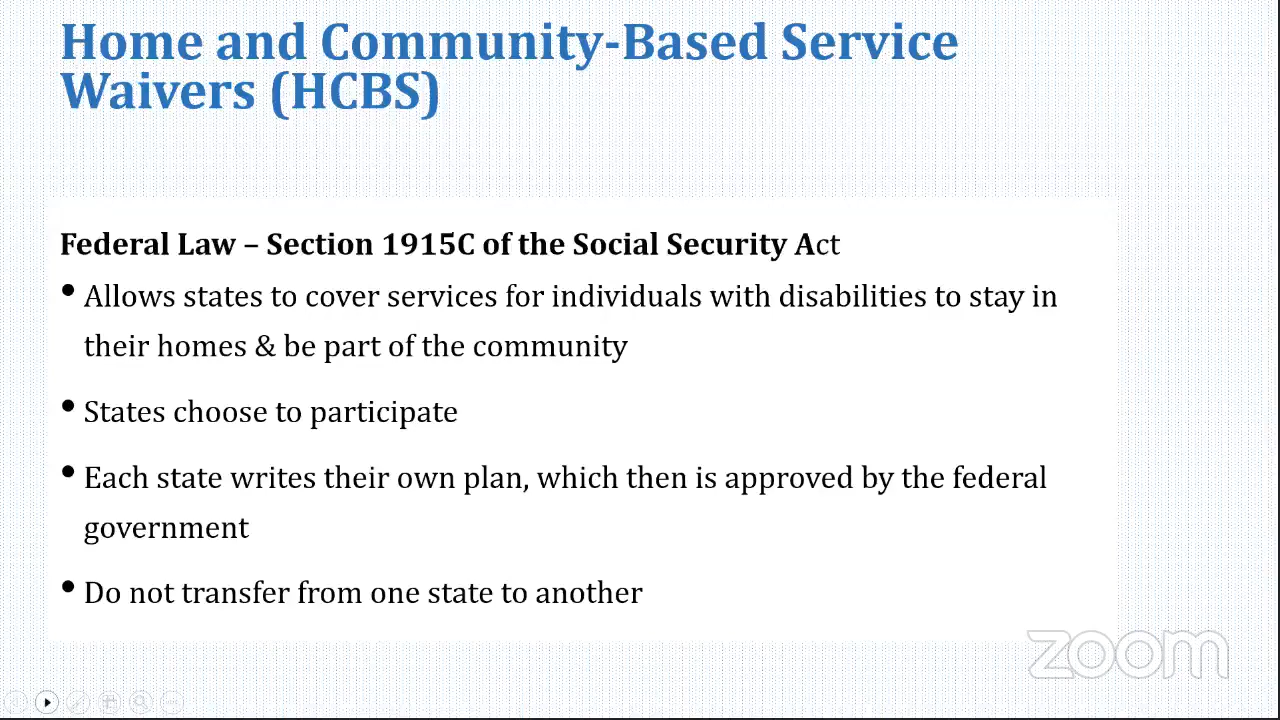 Home and Community-Based Service
Waivers (HCBS)
Federal Law – Section 1915C of the Social Security Act
• Allows states to cover services for individuals with disabilities to stay in
their homes & be part of the community
• States choose to participate
• Each state writes their own plan, which then is approved by the federal
government
• Do not transfer from one state to another
zoom